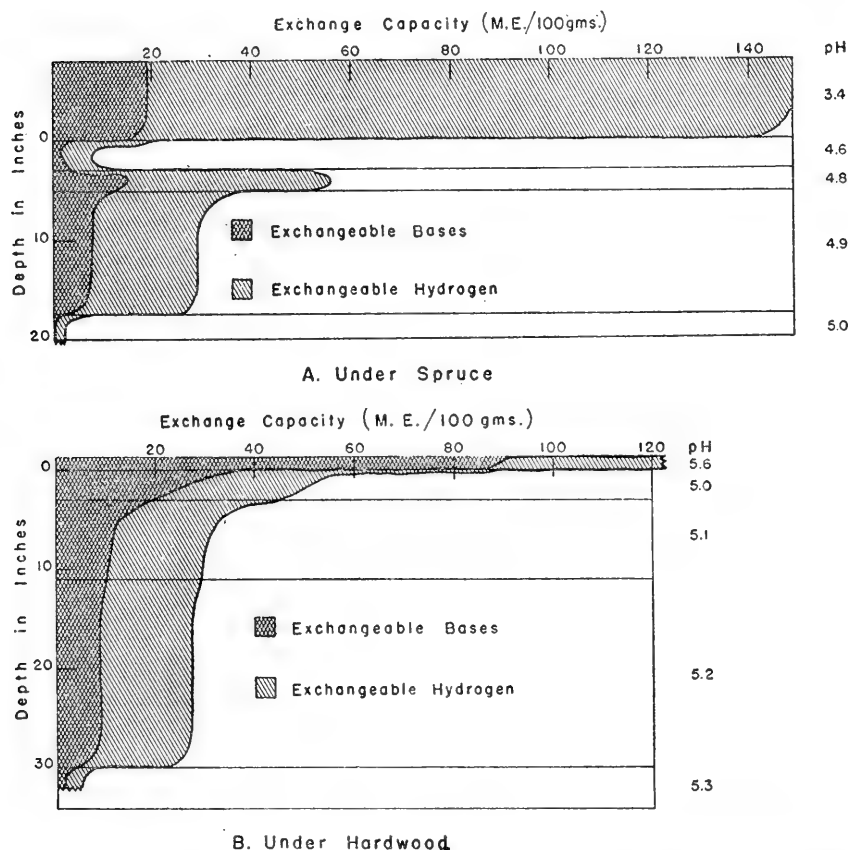 Exchange Capacity (M.E./100gms.)
20 40 60 80 100 120 140 pH
3.4
0
4.6
4.8
10
4.9
20
5.0
Depth in Inches
Exchangeable Bases
Exchangeable Hydrogen
A. Under Spruce
Exchange Capacity (M.E./100 gms.)
20 40 60 80 100 120 pH
0
5.6
5.0
5.1
10
20
5.2
30
5.3
Depth in Inches
Exchangeable Bases
Exchangeable Hydrogen
B. Under Hardwood